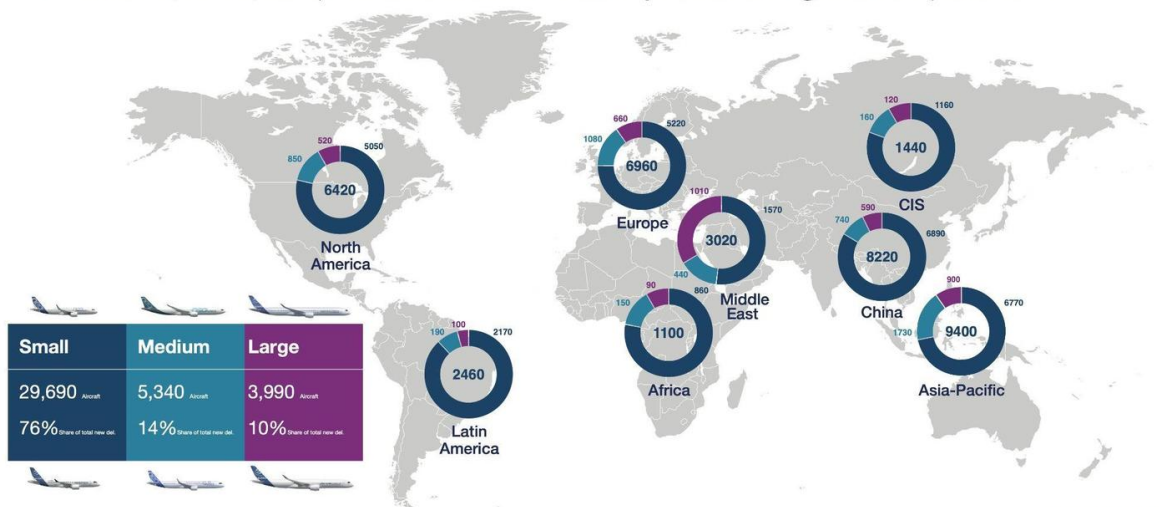 520
850
5050
6420
North
America
660
1080
5220
6960
Europe
120
160
1160
1440
CIS
1010
1570
3020
440
Middle
East
590
740
6890
8220
China
90
150
860
1100
Africa
900
6770
1730
9400
Asia-Pacific
100
190
2170
2460
Latin
America
Small
Medium
Large
29,690 Aircraft
5,340 Aircraft
3,990 Aircraft
76% Share of total new del.
14% Share of total new del.
10% Share of total new del.